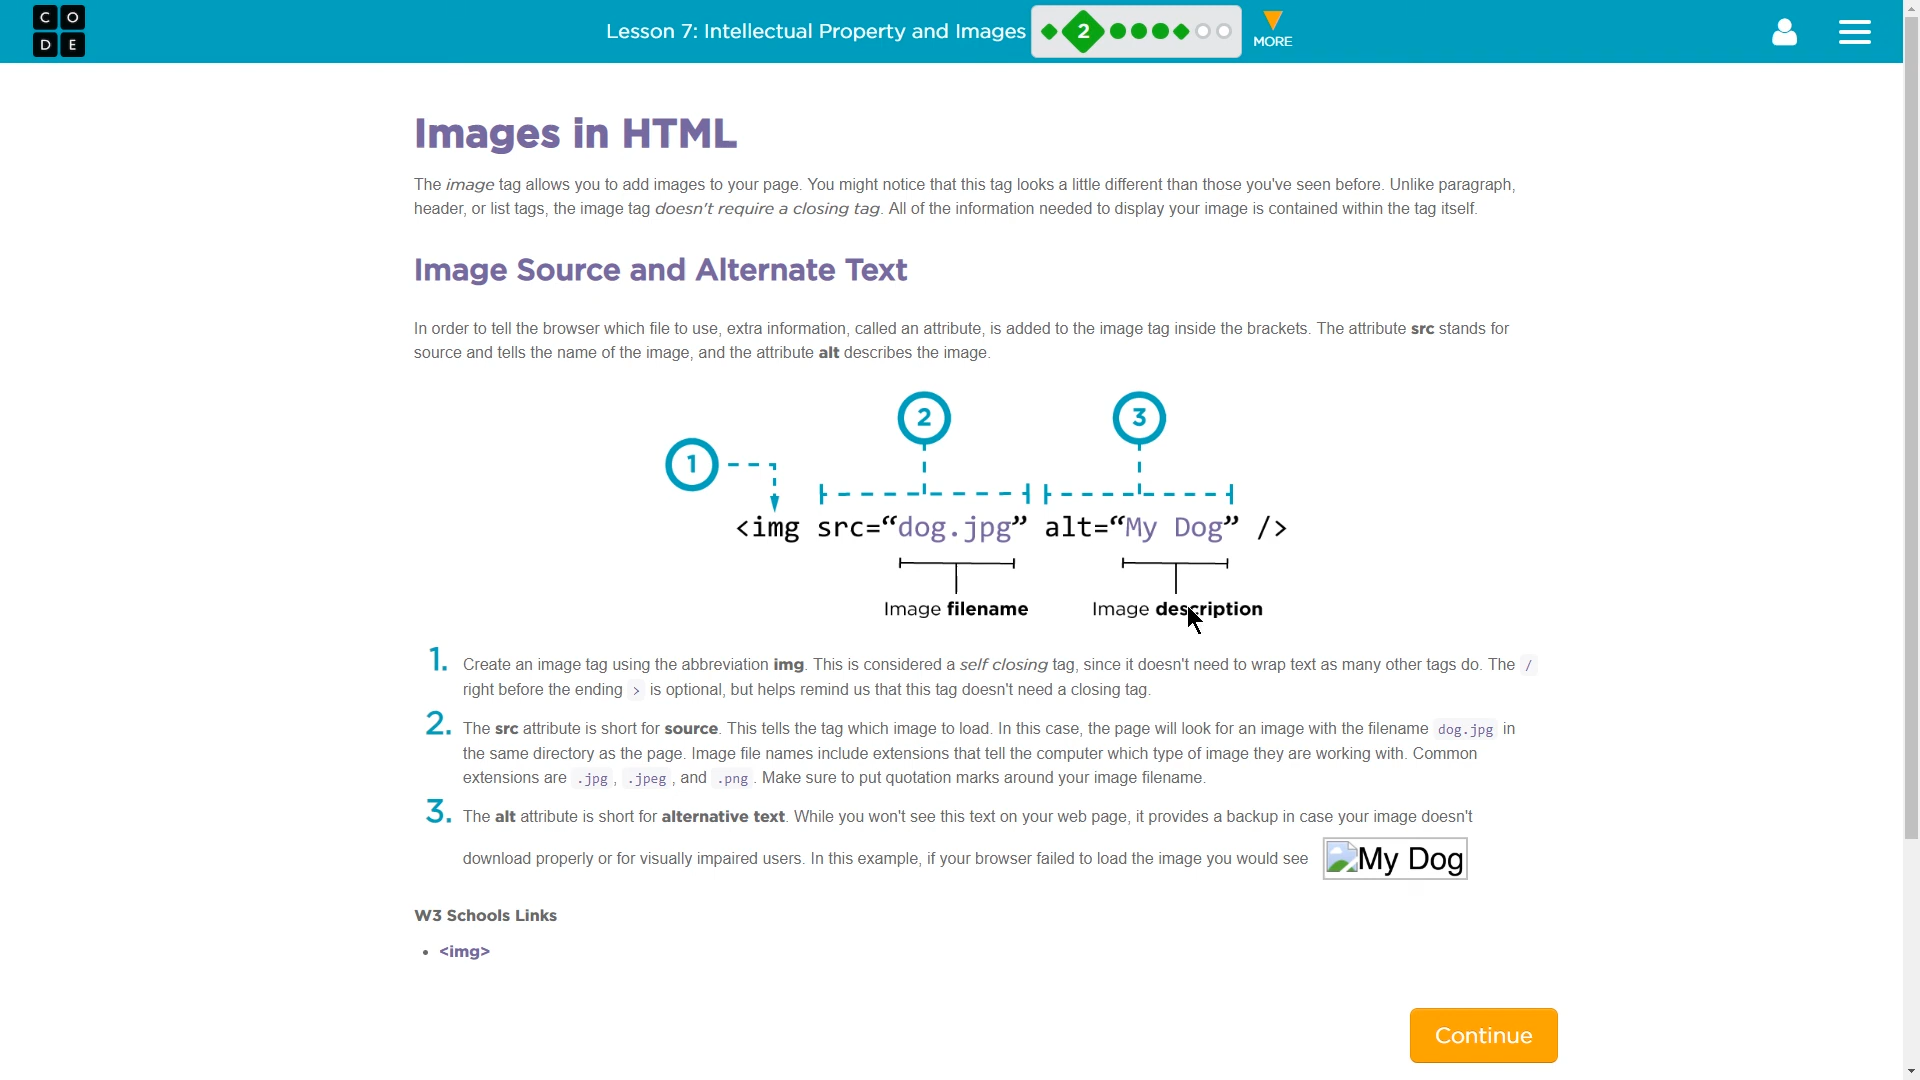 C O
D E
Lesson 7: Intellectual Property and Images
2
MORE
Images in HTML
The image tag allows you to add images to your page. You might notice that this tag looks a little different than those you've seen before. Unlike paragraph,
header, or list tags, the image tag doesn't require a closing tag. All of the information needed to display your image is contained within the tag itself.
Image Source and Alternate Text
In order to tell the browser which file to use, extra information, called an attribute, is added to the image tag inside the brackets. The attribute src stands for
source and tells the name of the image, and the attribute alt describes the image.
2 3
1
<img src=“dog.jpg” alt=“My Dog” />
Image filename Image description
1. Create an image tag using the abbreviation img. This is considered a self closing tag, since it doesn't need to wrap text as many other tags do. The /
right before the ending > is optional, but helps remind us that this tag doesn't need a closing tag.
2. The src attribute is short for source. This tells the tag which image to load. In this case, the page will look for an image with the filename dog.jpg in
the same directory as the page. Image file names include extensions that tell the computer which type of image they are working with. Common
extensions are .jpg, .jpeg, and .png. Make sure to put quotation marks around your image filename.
3. The alt attribute is short for alternative text. While you won't see this text on your web page, it provides a backup in case your image doesn't
download properly or for visually impaired users. In this example, if your browser failed to load the image you would see My Dog
W3 Schools Links
• <img>
Continue